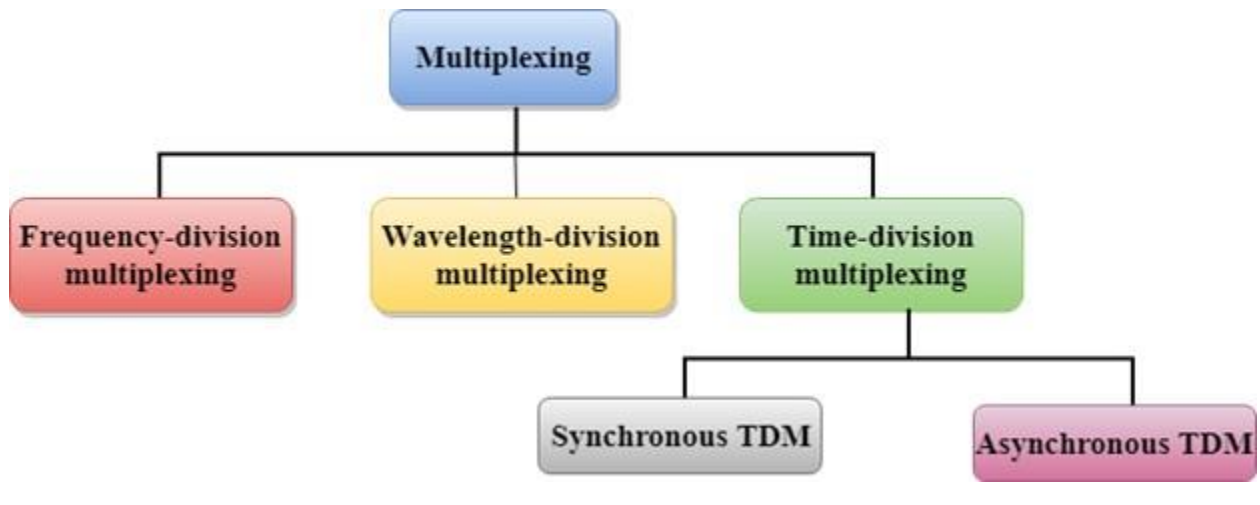 Multiplexing
Frequency-division
multiplexing
Wavelength-division
multiplexing
Time-division
multiplexing
Synchronous TDM
Asynchronous TDM